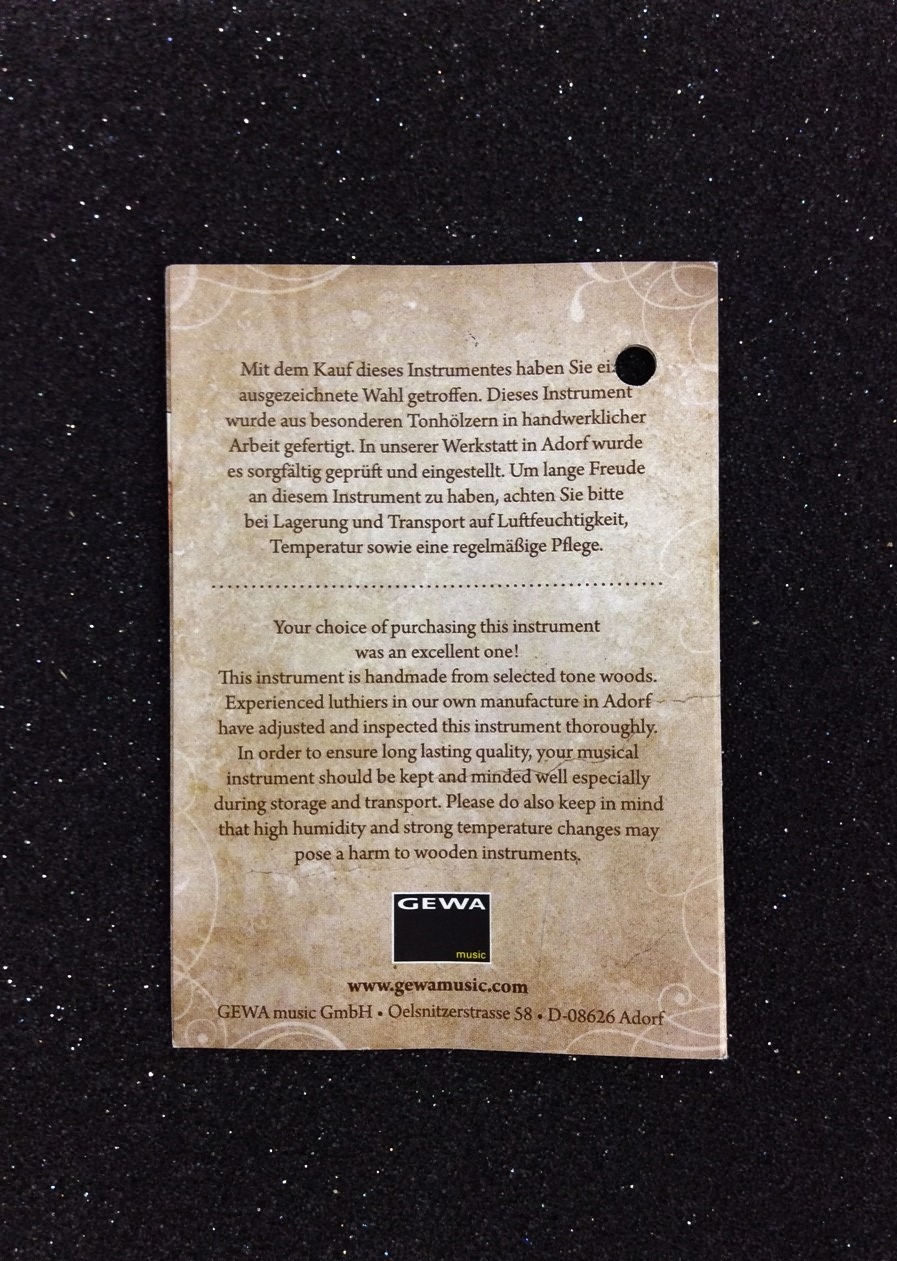 Mit dem Kauf dieses Instrumentes haben Sie
ausgezeichnete Wahl getroffen. Dieses Instrument
wurde aus besonderen Tonhölzern in handwerklicher
Arbeit gefertigt. In unserer Werkstatt in Adorf wurde
es sorgfältig geprüft und eingestellt. Um lange Freude
an diesem Instrument zu haben, achten Sie bitte
bei Lagerung und Transport auf Luftfeuchtigkeit,
Temperatur sowie eine regelmäßige Pflege.
Your choice of purchasing this instrument
was an excellent one!
This instrument is handmade from selected tone woods.
Experienced luthiers in our own manufacture in Adorf
have adjusted and inspected this instrument thoroughly.
In order to ensure long lasting quality, your musical
instrument should be kept and minded well especially
during storage and transport. Please do also keep in mind
that high humidity and strong temperature changes may
pose a harm to wooden instruments.
GEWA
music
www.gewamusic.com
GEWA music GmbH • Oelsnitzerstrasse 58 • D-08626 Adorf